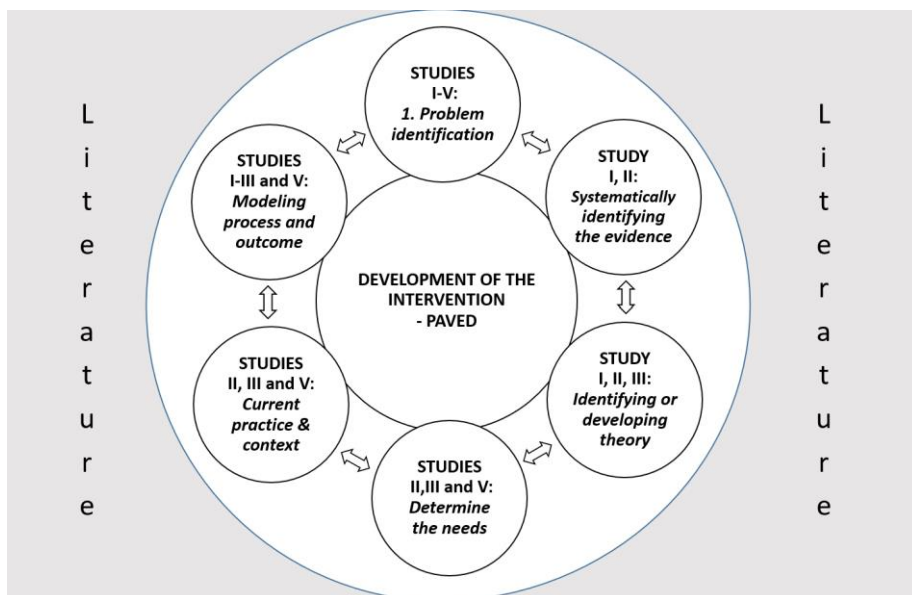 STUDIES
I-V:
1. Problem
identification
STUDY
I, II:
Systematically
identifying
the evidence
STUDY
I, II, III:
Identifying or
developing
theory
STUDIES
II,III and V:
Determine
the needs
STUDIES
II, III and V:
Current
practice &
context
STUDIES
I-III and V:
Modeling
process and
outcome
DEVELOPMENT OF THE
INTERVENTION
- PAVED
Literature
Literature